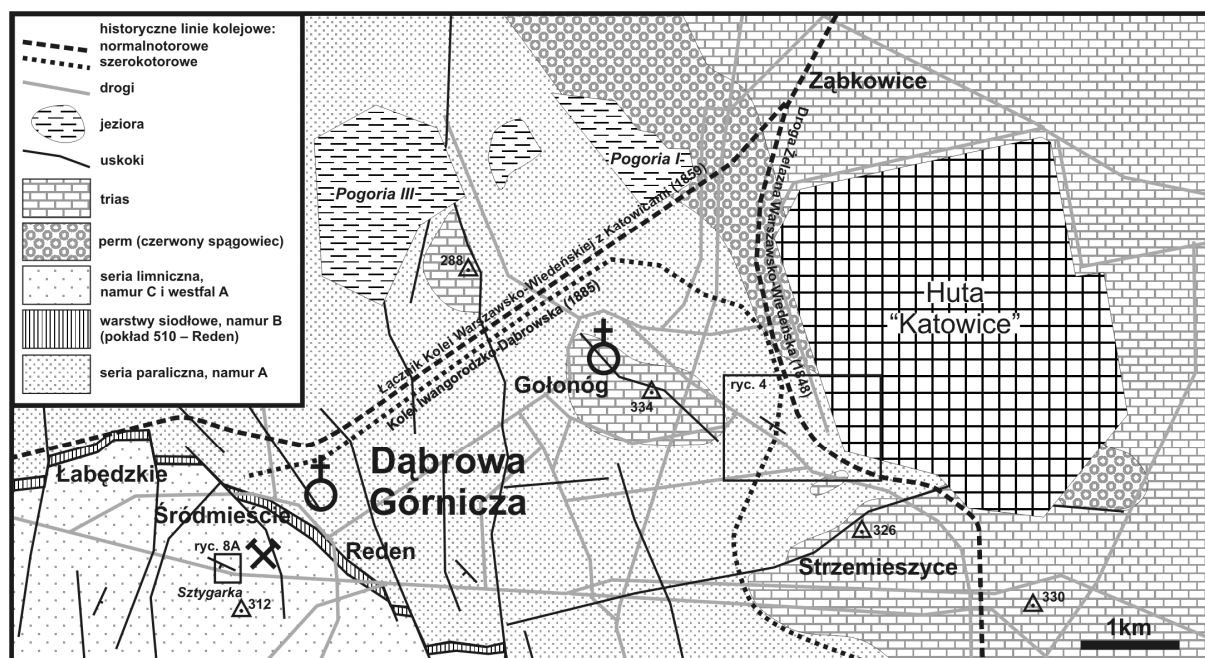 historyczne linie kolejowe:
normalnotorowe
szerokotorowe
drogi
jeziora
uskoki
trias
perm (czerwony spągowiec)
seria limniczna,
namur C i westfal A
warstwy siodłowe, namur B
(pokład 510 – Reden)
seria paraliczna, namur A
Ząbkowice
Droga Żelazna Warszawsko-Wiedeńska (1848)
Pogoria I
Pogoria III
288
Łącznik Kolei Warszawsko-Wiedeńskiej z Katowicami (1859)
Kolej Iwangorodzko-Dąbrowska (1885)
Huta
“Katowice”
Gołonóg
334
ryc. 4
Dąbrowa
Górnicza
Łabędzkie
Śródmieście
Reden
ryc. 8A
Sztygarka
312
326
Strzemieszyce
330
1km